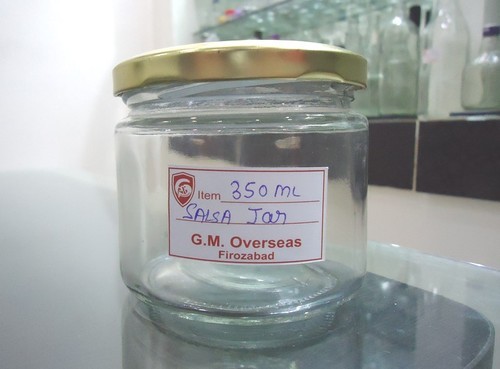 Item 350 ML
SALSA Jar
G.M. Overseas
Firozabad